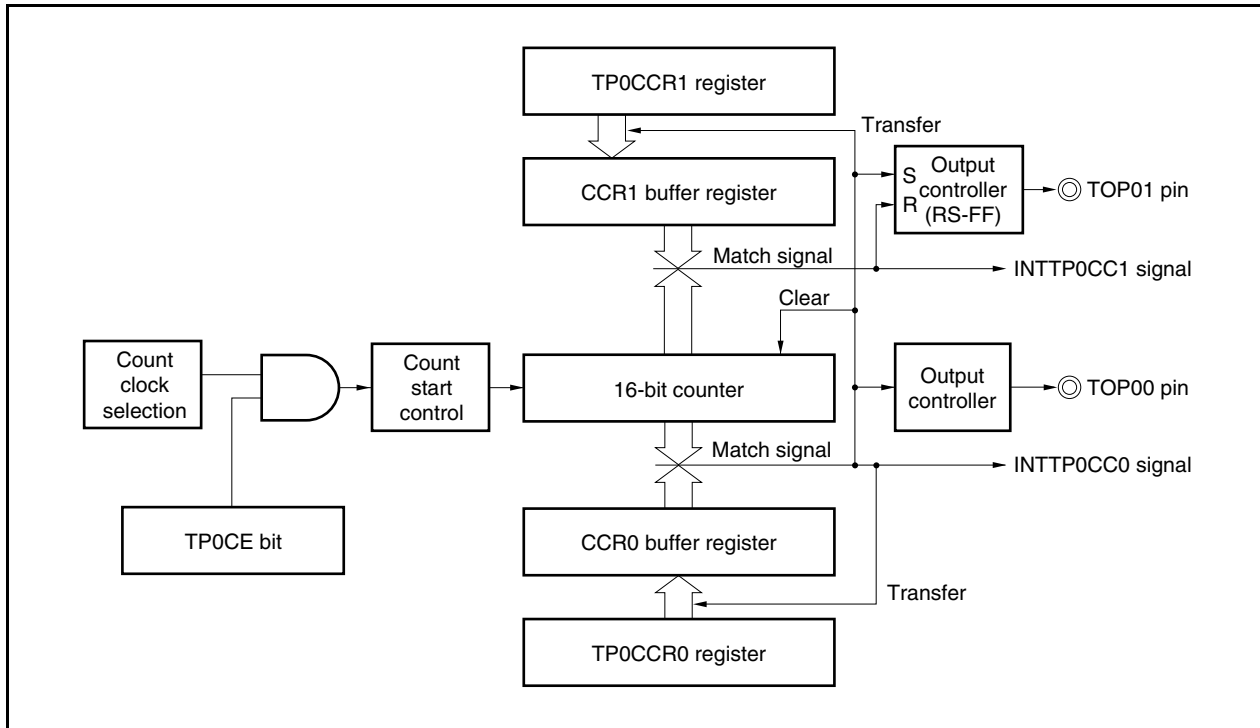 TP0CCR1 register
Transfer
CCR1 buffer register
S
R
Output
controller
(RS-FF)
TOP01 pin
Match signal
INTTP0CC1 signal
Clear
Count
clock
selection
Count
start
control
16-bit counter
Output
controller
TOP00 pin
Match signal
INTTP0CC0 signal
TP0CE bit
CCR0 buffer register
Transfer
TP0CCR0 register